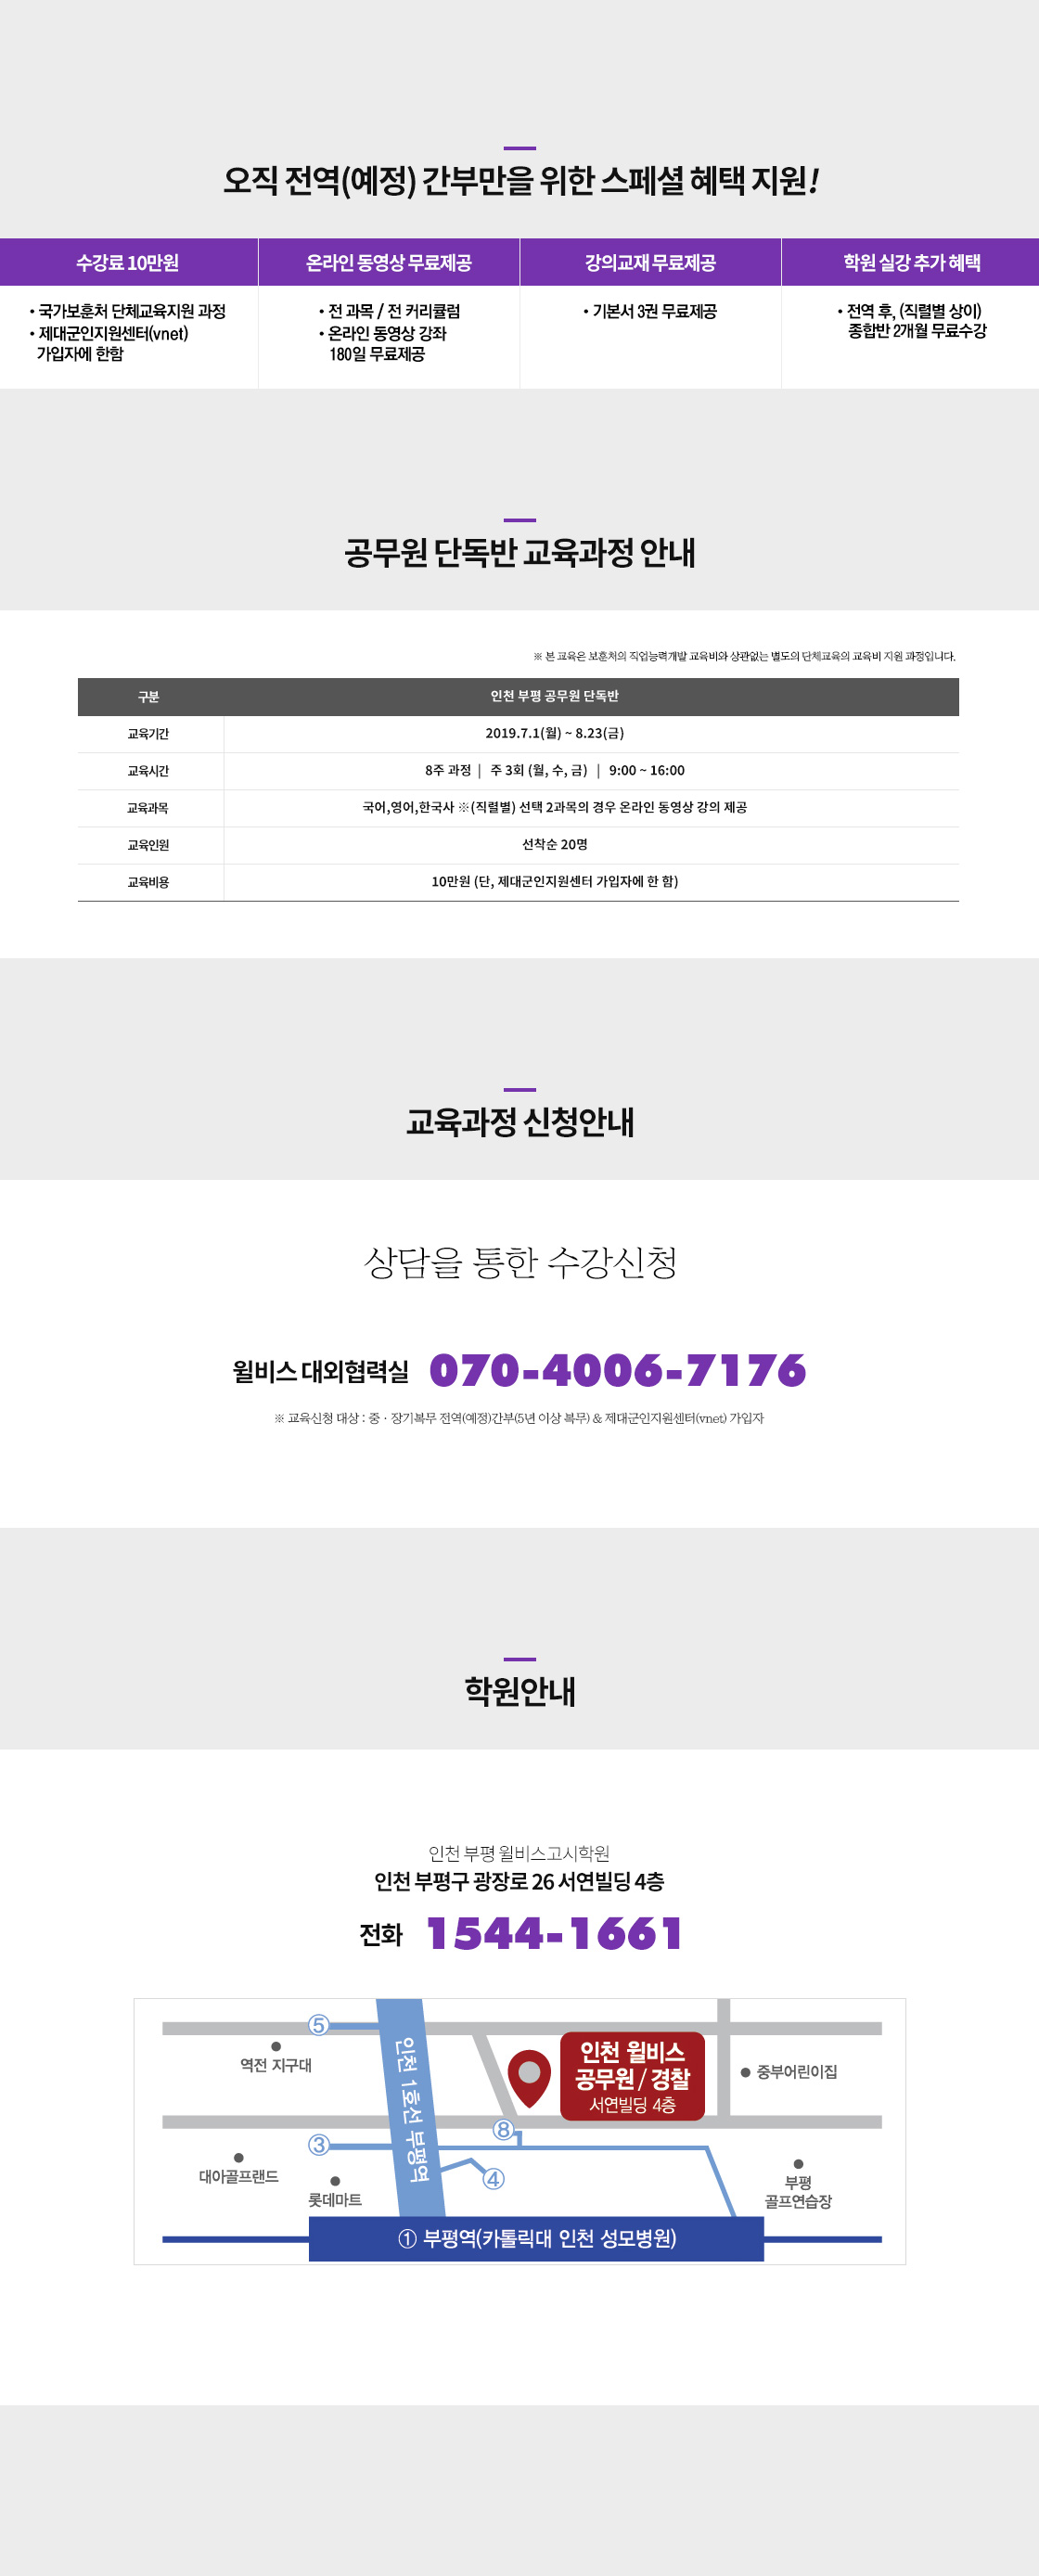 오직 전역(예정) 간부만을 위한 스페셜 혜택 지원!
수강료 10만원
온라인 동영상 무료제공
강의교재 무료제공
학원 실강 추가 혜택
• 국가보훈처 단체교육지원 과정
• 제대군인지원센터(vnet)
가입자에 한함
• 전 과목 / 전 커리큘럼
• 온라인 동영상 강좌
180일 무료제공
• 기본서 3권 무료제공
• 전역 후, (직렬별 상이)
종합반 2개월 무료수강
공무원 단독반 교육과정 안내
※ 본 교육은 보훈처의 직업능력개발 교육비와 상관없는 별도의 단체교육의 교육비 지원 과정입니다.
구분 인천 부평 공무원 단독반
교육기간 2019.7.1(월) ~ 8.23(금)
교육시간 8주 과정 | 주 3회 (월, 수, 금) | 9:00 ~ 16:00
교육과목 국어,영어,한국사 ※(직렬별) 선택 2과목의 경우 온라인 동영상 강의 제공
교육인원 선착순 20명
교육비용 10만원 (단, 제대군인지원센터 가입자에 한 함)
교육과정 신청안내
상담을 통한 수강신청
윌비스 대외협력실 070-4006-7176
※ 교육신청 대상 : 중 · 장기복무 전역(예정)간부(5년 이상 복무) & 제대군인지원센터(vnet) 가입자
학원안내
인천 부평 윌비스고시학원
인천 부평구 광장로 26 서연빌딩 4층
전화 1544-1661
⑤
역전 지구대
인천 1호선 부평역
인천 윌비스
공무원 / 경찰
서연빌딩 4층
중부어린이집
⑧
③
④
대아골프랜드
롯데마트
부평
골프연습장
① 부평역(카톨릭대 인천 성모병원)